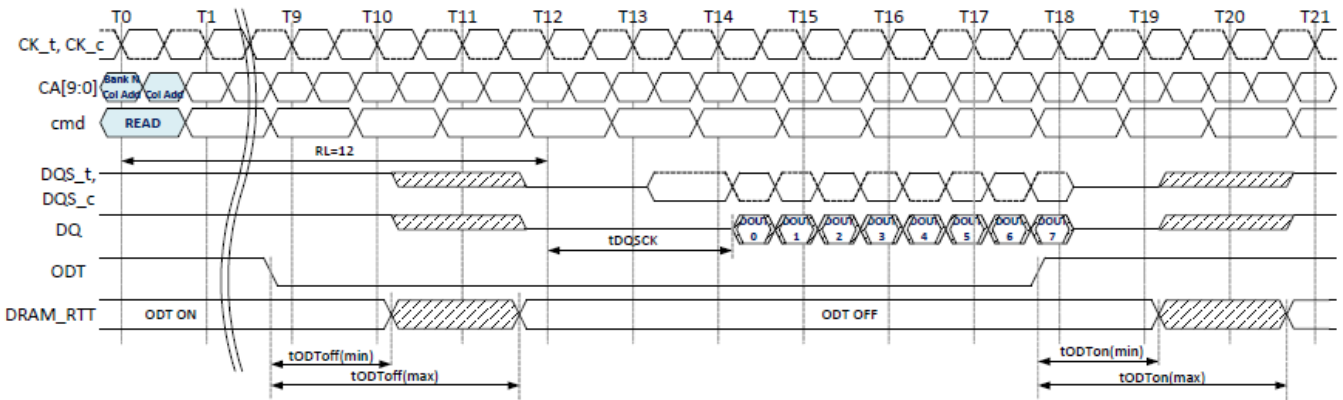 T0 T1 T9 T10 T11 T12 T13 T14 T15 T16 T17 T18 T19 T20 T21
CK_t, CK_c
CA[9:0] Bank N Col Add Col Add
cmd READ
RL=12
DQS_t,
DQS_c
DQ DOUT 0 DOUT 1 DOUT 2 DOUT 3 DOUT 4 DOUT 5 DOUT 6 DOUT 7
tDQSCK
ODT
DRAM_RTT ODT ON ODT OFF
tODToff(min) tODTon(min)
tODToff(max) tODTon(max)